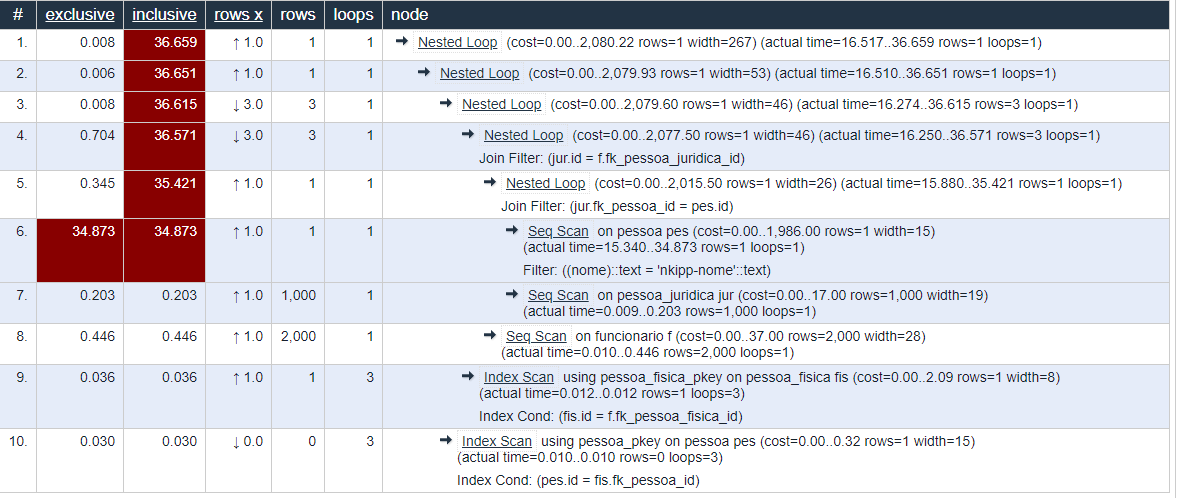 # exclusive inclusive rows x rows loops node
1. 0.008 36.659 ↑ 1.0 1 1 → Nested Loop (cost=0.00..2,080.22 rows=1 width=267) (actual time=16.517..36.659 rows=1 loops=1)
2. 0.006 36.651 ↑ 1.0 1 1 → Nested Loop (cost=0.00..2,079.93 rows=1 width=53) (actual time=16.510..36.651 rows=1 loops=1)
3. 0.008 36.615 ↓ 3.0 3 1 → Nested Loop (cost=0.00..2,079.60 rows=1 width=46) (actual time=16.274..36.615 rows=3 loops=1)
4. 0.704 36.571 ↓ 3.0 3 1 → Nested Loop (cost=0.00..2,077.50 rows=1 width=46) (actual time=16.250..36.571 rows=3 loops=1)
Join Filter: (jur.id = f.fk_pessoa_juridica_id)
5. 0.345 35.421 ↑ 1.0 1 1 → Nested Loop (cost=0.00..2,015.50 rows=1 width=26) (actual time=15.880..35.421 rows=1 loops=1)
Join Filter: (jur.fk_pessoa_id = pes.id)
6. 34.873 34.873 ↑ 1.0 1 1 → Seq Scan on pessoa pes (cost=0.00..1,986.00 rows=1 width=15)
(actual time=15.340..34.873 rows=1 loops=1)
Filter: ((nome)::text = 'nkipp-nome'::text)
7. 0.203 0.203 ↑ 1.0 1,000 1 → Seq Scan on pessoa_juridica jur (cost=0.00..17.00 rows=1,000 width=19)
(actual time=0.009..0.203 rows=1,000 loops=1)
8. 0.446 0.446 ↑ 1.0 2,000 1 → Seq Scan on funcionario f (cost=0.00..37.00 rows=2,000 width=28)
(actual time=0.010..0.446 rows=2,000 loops=1)
9. 0.036 0.036 ↑ 1.0 1 3 → Index Scan using pessoa_fisica_pkey on pessoa_fisica fis (cost=0.00..2.09 rows=1 width=8)
(actual time=0.012..0.012 rows=1 loops=3)
Index Cond: (fis.id = f.fk_pessoa_fisica_id)
10. 0.030 0.030 ↓ 0.0 0 3 → Index Scan using pessoa_pkey on pessoa pes (cost=0.00..0.32 rows=1 width=15)
(actual time=0.010..0.010 rows=0 loops=3)
Index Cond: (pes.id = fis.fk_pessoa_id)